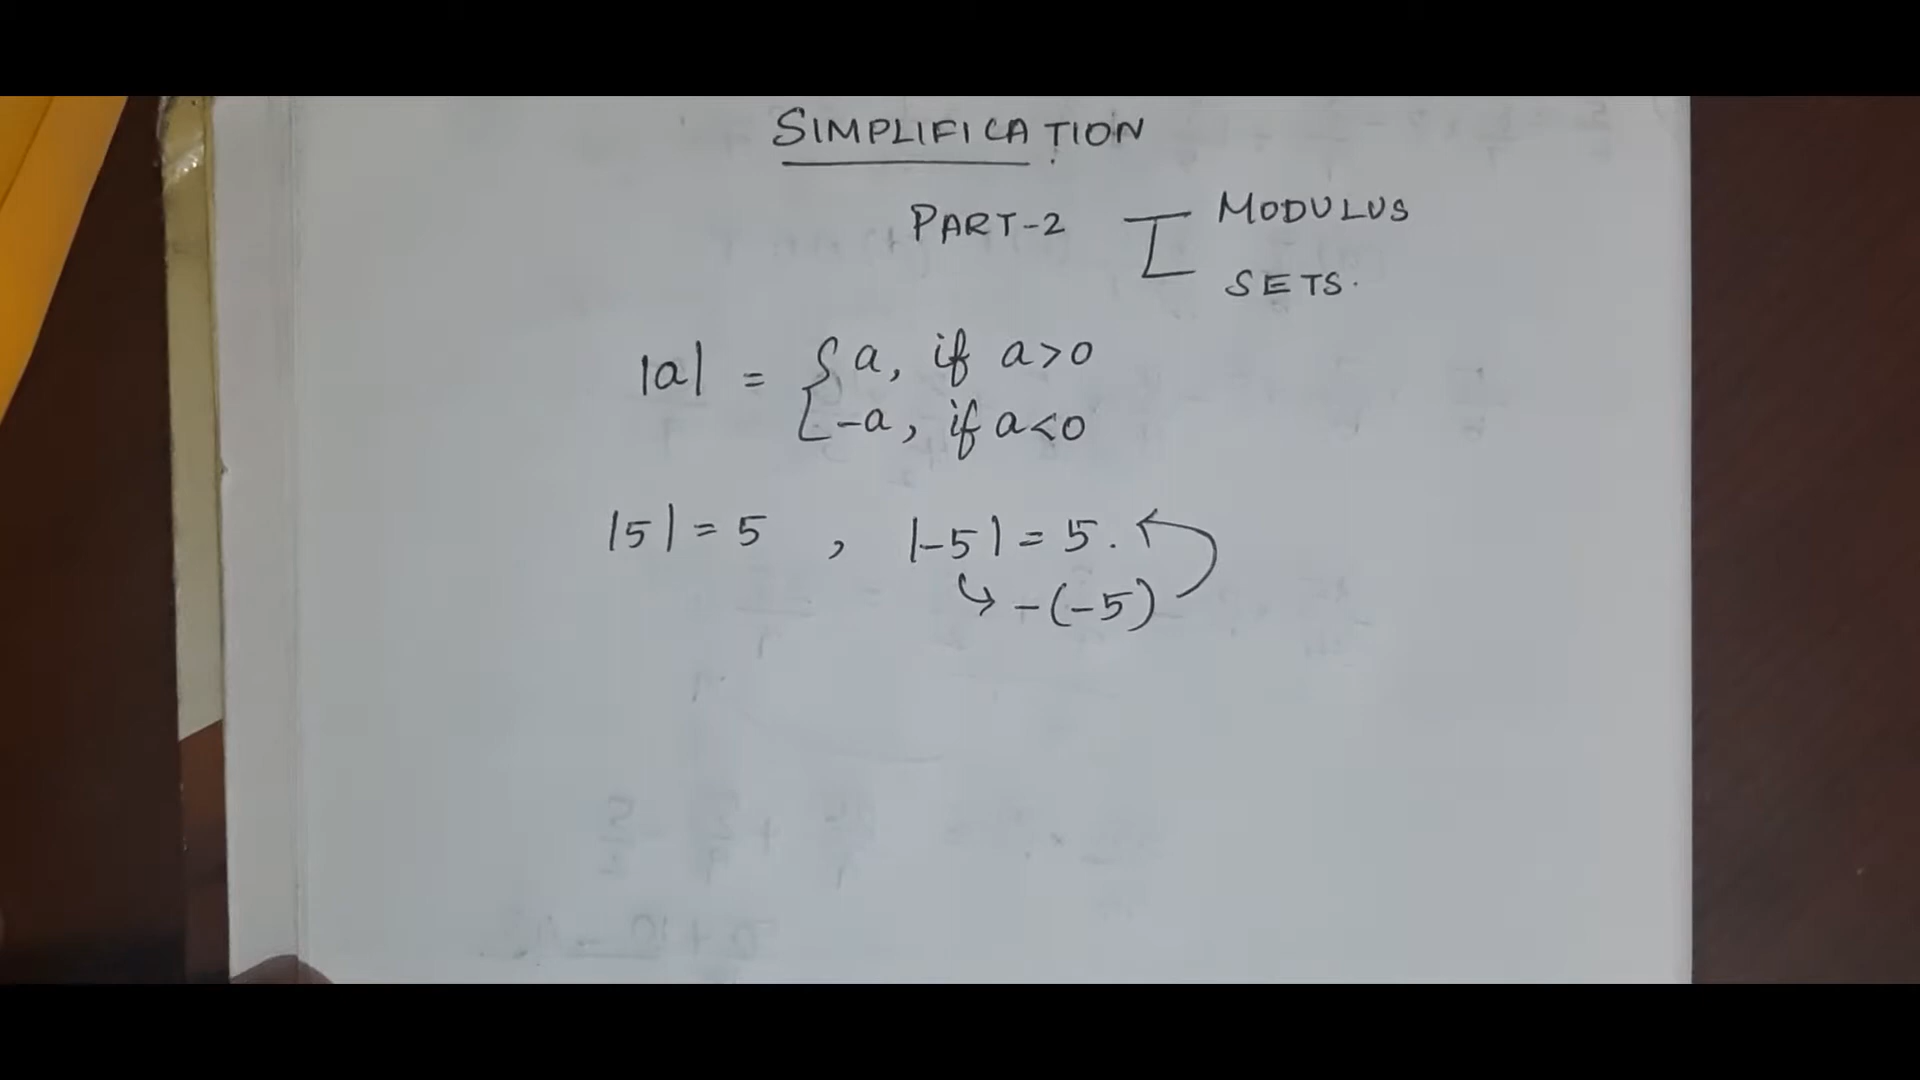 SIMPLIFICATION
PART-2 MODULUS
SETS.
|a| = { a, if a>0
-a, if a<0
|5| = 5 , |-5| = 5.
↳ -(-5)